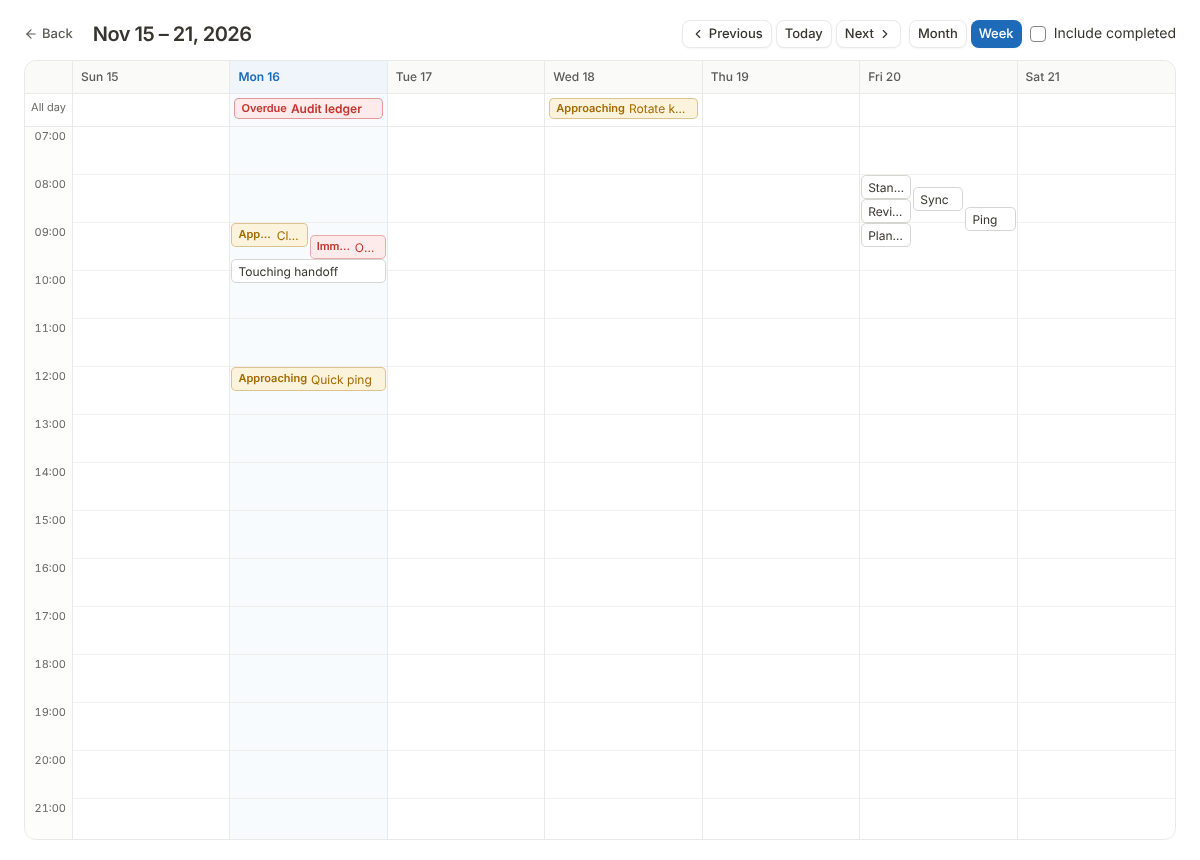 Back
Nov 15 – 21, 2026
Previous
Today
Next
Month
Week
Include completed
Sun 15
Mon 16
Tue 17
Wed 18
Thu 19
Fri 20
Sat 21
All day
Overdue Audit ledger
Approaching Rotate k...
07:00
08:00
Stan...
Sync
Revi...
Ping
09:00
App... Cl...
Plan...
Imm... O...
Touching handoff
10:00
11:00
12:00
Approaching Quick ping
13:00
14:00
15:00
16:00
17:00
18:00
19:00
20:00
21:00